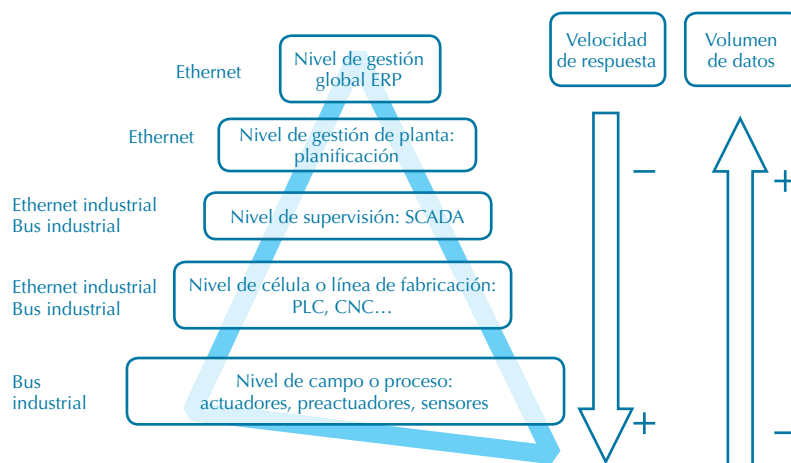 Ethernet
Nivel de gestión
global ERP
Velocidad
de respuesta
Volumen
de datos
Ethernet
Nivel de gestión de planta:
planificación
−
+
Ethernet industrial
Bus industrial
Nivel de supervisión: SCADA
Ethernet industrial
Bus industrial
Nivel de célula o línea de fabricación:
PLC, CNC…
Bus
industrial
Nivel de campo o proceso:
actuadores, preactuadores, sensores
+
−